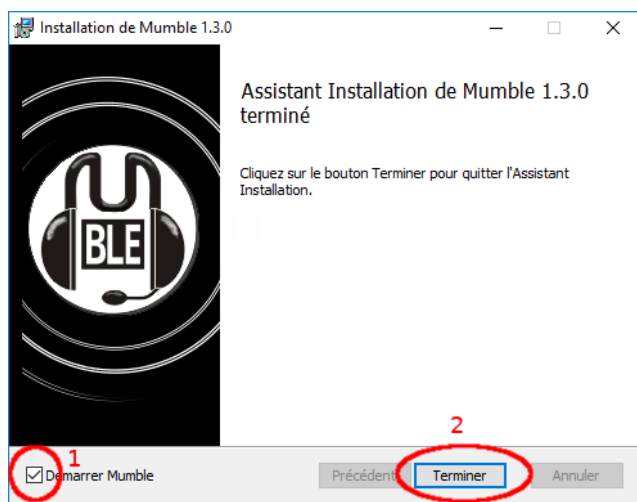 Installation de Mumble 1.3.0
Assistant Installation de Mumble 1.3.0
terminé
Cliquez sur le bouton Terminer pour quitter l'Assistant
Installation.
BLE
2
1
Démarrer Mumble
Précédent
Terminer
Annuler